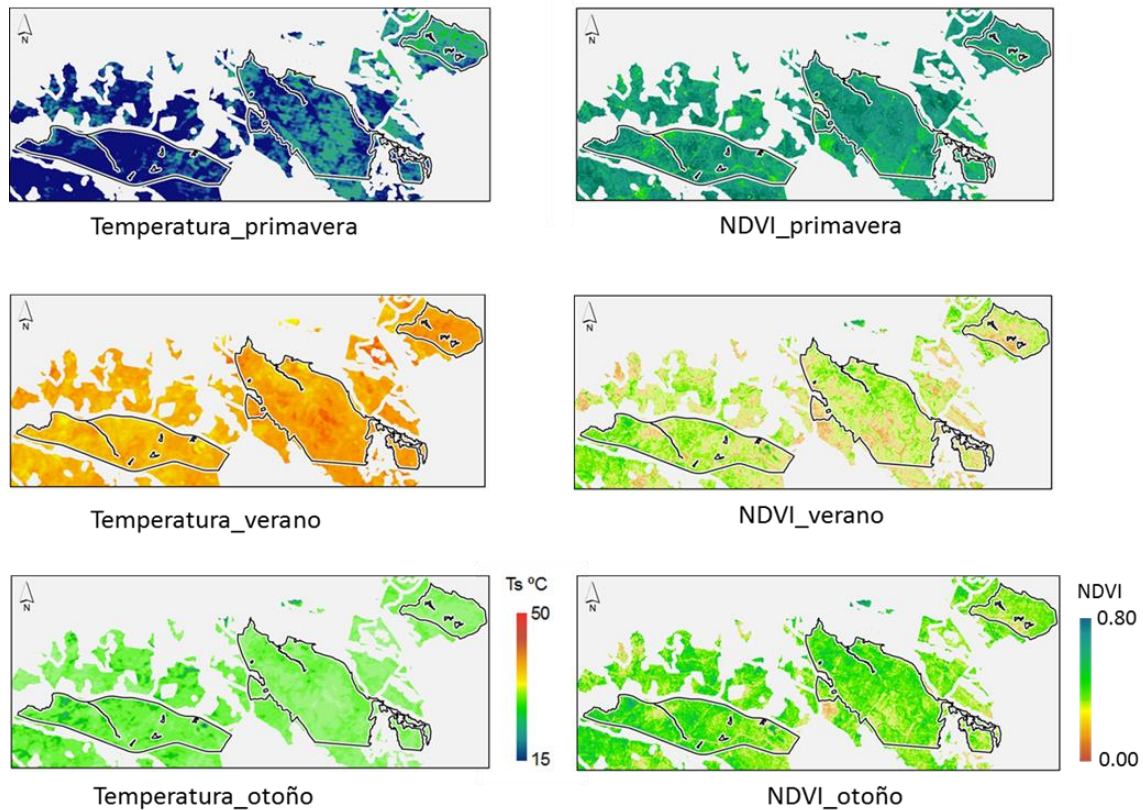 N
N
Temperatura_primavera
NDVI_primavera
N
N
Temperatura_verano
NDVI_verano
N
Ts ºC
50
15
N
NDVI
0.80
0.00
Temperatura_otoño
NDVI_otoño